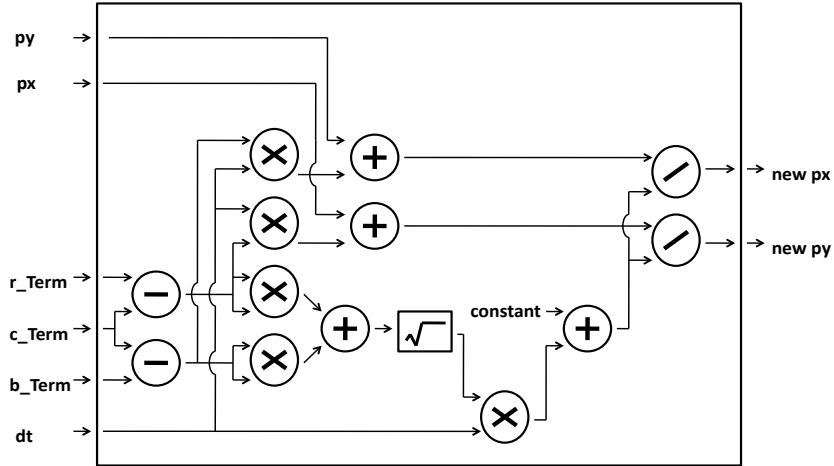 py
px
r_Term
c_Term
b_Term
dt
constant
new px
new py